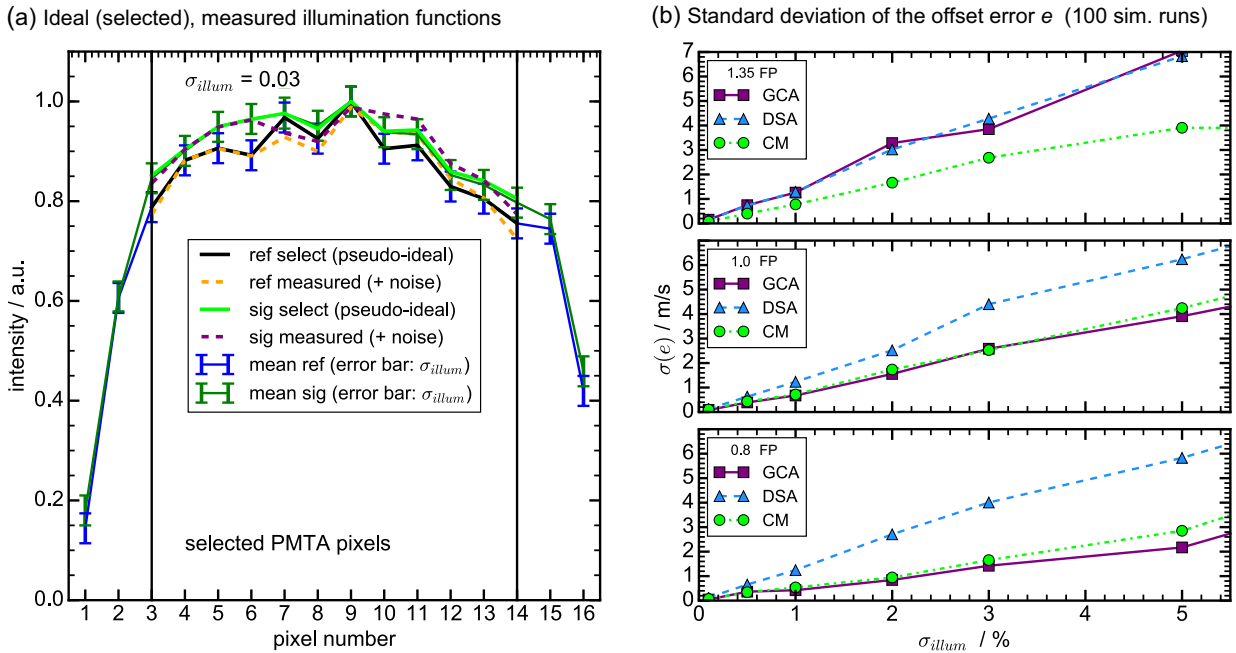 (a) Ideal (selected), measured illumination functions
σillum = 0.03
1.0
0.8
0.6
0.4
0.2
0.0
intensity / a.u.
ref select (pseudo-ideal)
ref measured (+ noise)
sig select (pseudo-ideal)
sig measured (+ noise)
mean ref (error bar: σillum)
mean sig (error bar: σillum)
selected PMTA pixels
1 2 3 4 5 6 7 8 9 10 11 12 13 14 15 16
pixel number
(b) Standard deviation of the offset error e (100 sim. runs)
7
6
5
4
3
2
1
0
1.35 FP
GCA
DSA
CM
6
5
4
3
2
1
0
1.0 FP
GCA
DSA
CM
σ(e) / m/s
6
5
4
3
2
1
0
0.8 FP
GCA
DSA
CM
0 1 2 3 4 5
σillum / %